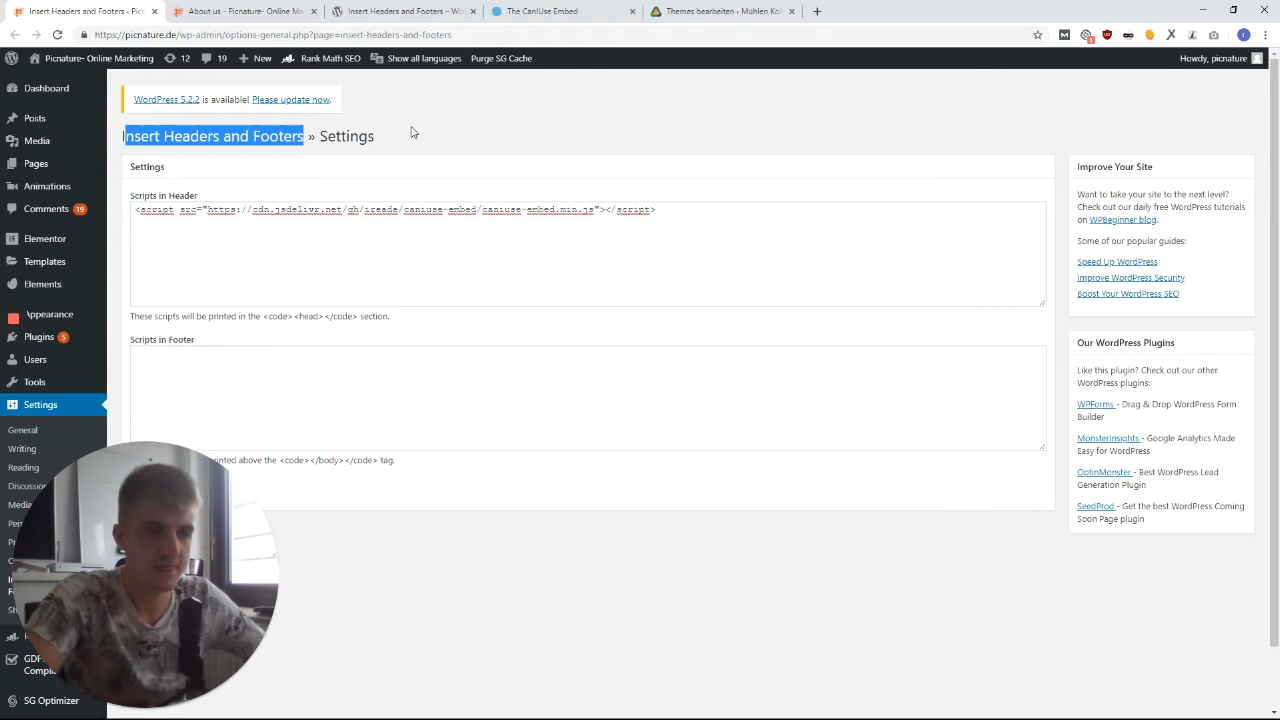 Insert Headers and Footers ‹ Picn
About us - Picnature - Online Ma
Insert Headers and Footers – Wo
The CanIUse Embed
Themes bearbeiten ‹ Mühlen Kö
https://picnature.de/wp-admin/options-general.php?page=insert-headers-and-footers
Picnature- Online Marketing
12
19
New
Rank Math SEO
Show all languages
Purge SG Cache
Howdy, picnature
Dashboard
Posts
Media
Pages
Animations
Comments 19
Elementor
Templates
Elements
Appearance
Plugins 5
Users
Tools
Settings
General
Writing
Reading
WordPress 5.2.2 is available! Please update now.
Insert Headers and Footers » Settings
Settings
Scripts in Header
<script src="https://cdn.jsdelivr.net/gh/ireade/caniuse-embed/caniuse-embed.min.js"></script>
These scripts will be printed in the <code><head></code> section.
Scripts in Footer
printed above the <code></body></code> tag.
Improve Your Site
Want to take your site to the next level?
Check out our daily free WordPress tutorials
on WPBeginner blog.
Some of our popular guides:
Speed Up WordPress
Improve WordPress Security
Boost Your WordPress SEO
Our WordPress Plugins
Like this plugin? Check out our other
WordPress plugins:
WPForms - Drag & Drop WordPress Form
Builder
MonsterInsights - Google Analytics Made
Easy for WordPress
OptinMonster - Best WordPress Lead
Generation Plugin
SeedProd - Get the best WordPress Coming
Soon Page plugin
SG Optimizer